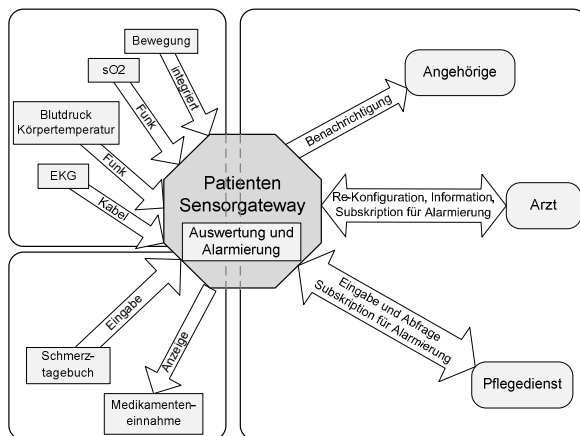 Bewegung
integriert
sO2
Funk
Blutdruck
Körpertemperatur
Funk
EKG
Kabel
Patienten
Sensorgateway
Auswertung und
Alarmierung
Eingabe
Schmerz-
tagebuch
Anzeige
Medikamenten-
einnahme
Benachrichtigung
Angehörige
Re-Konfiguration, Information,
Subskription für Alarmierung
Arzt
Eingabe und Abfrage
Subskription für Alarmierung
Pflegedienst